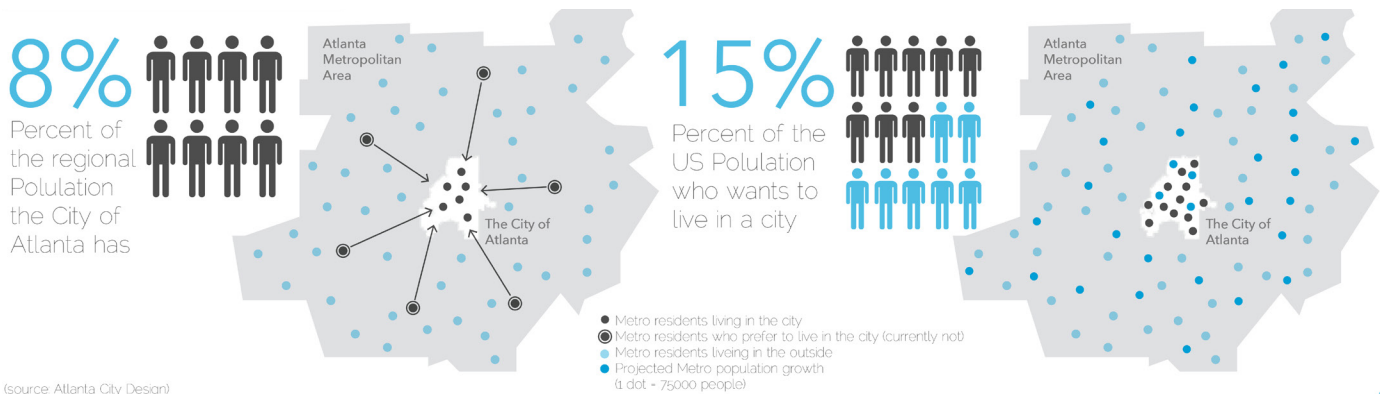 8%
Percent of
the regional
Polulation
the City of
Atlanta has
Atlanta
Metropolitan
Area
The City of
Atlanta
15%
Percent of the
US Polulation
who wants to
live in a city
Atlanta
Metropolitan
Area
The City of
Atlanta
Metro residents living in the city
Metro residents who prefer to live in the city (currently not)
Metro residents liveing in the outside
Projected Metro population growth
(1 dot = 75000 people)
(source: Atlanta City Design)